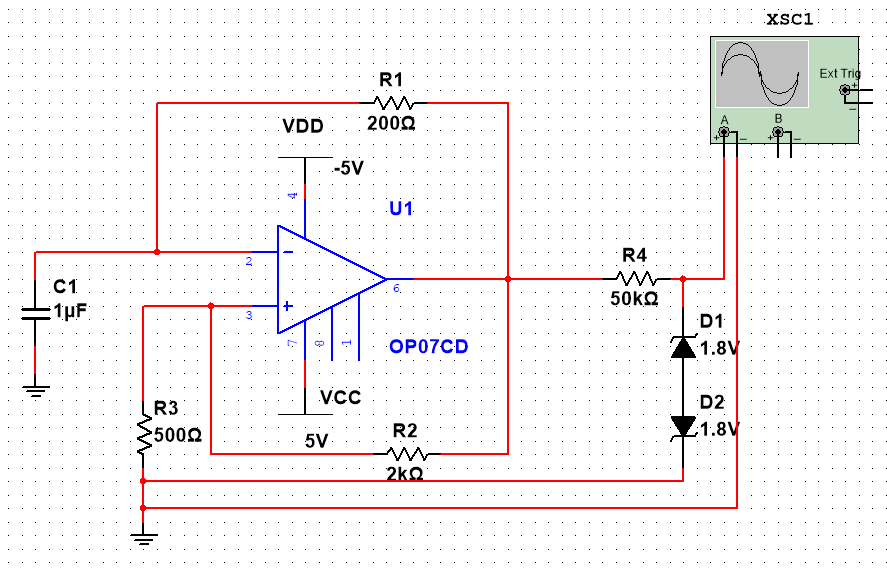 XSC1
Ext Trig
+
−
A
B
+ −
+ −
R1
200Ω
VDD
-5V
4
U1
2
−
C1
1µF
6
R4
50kΩ
3
+
D1
1.8V
7
8
1
OP07CD
VCC
5V
D2
1.8V
R3
500Ω
R2
2kΩ